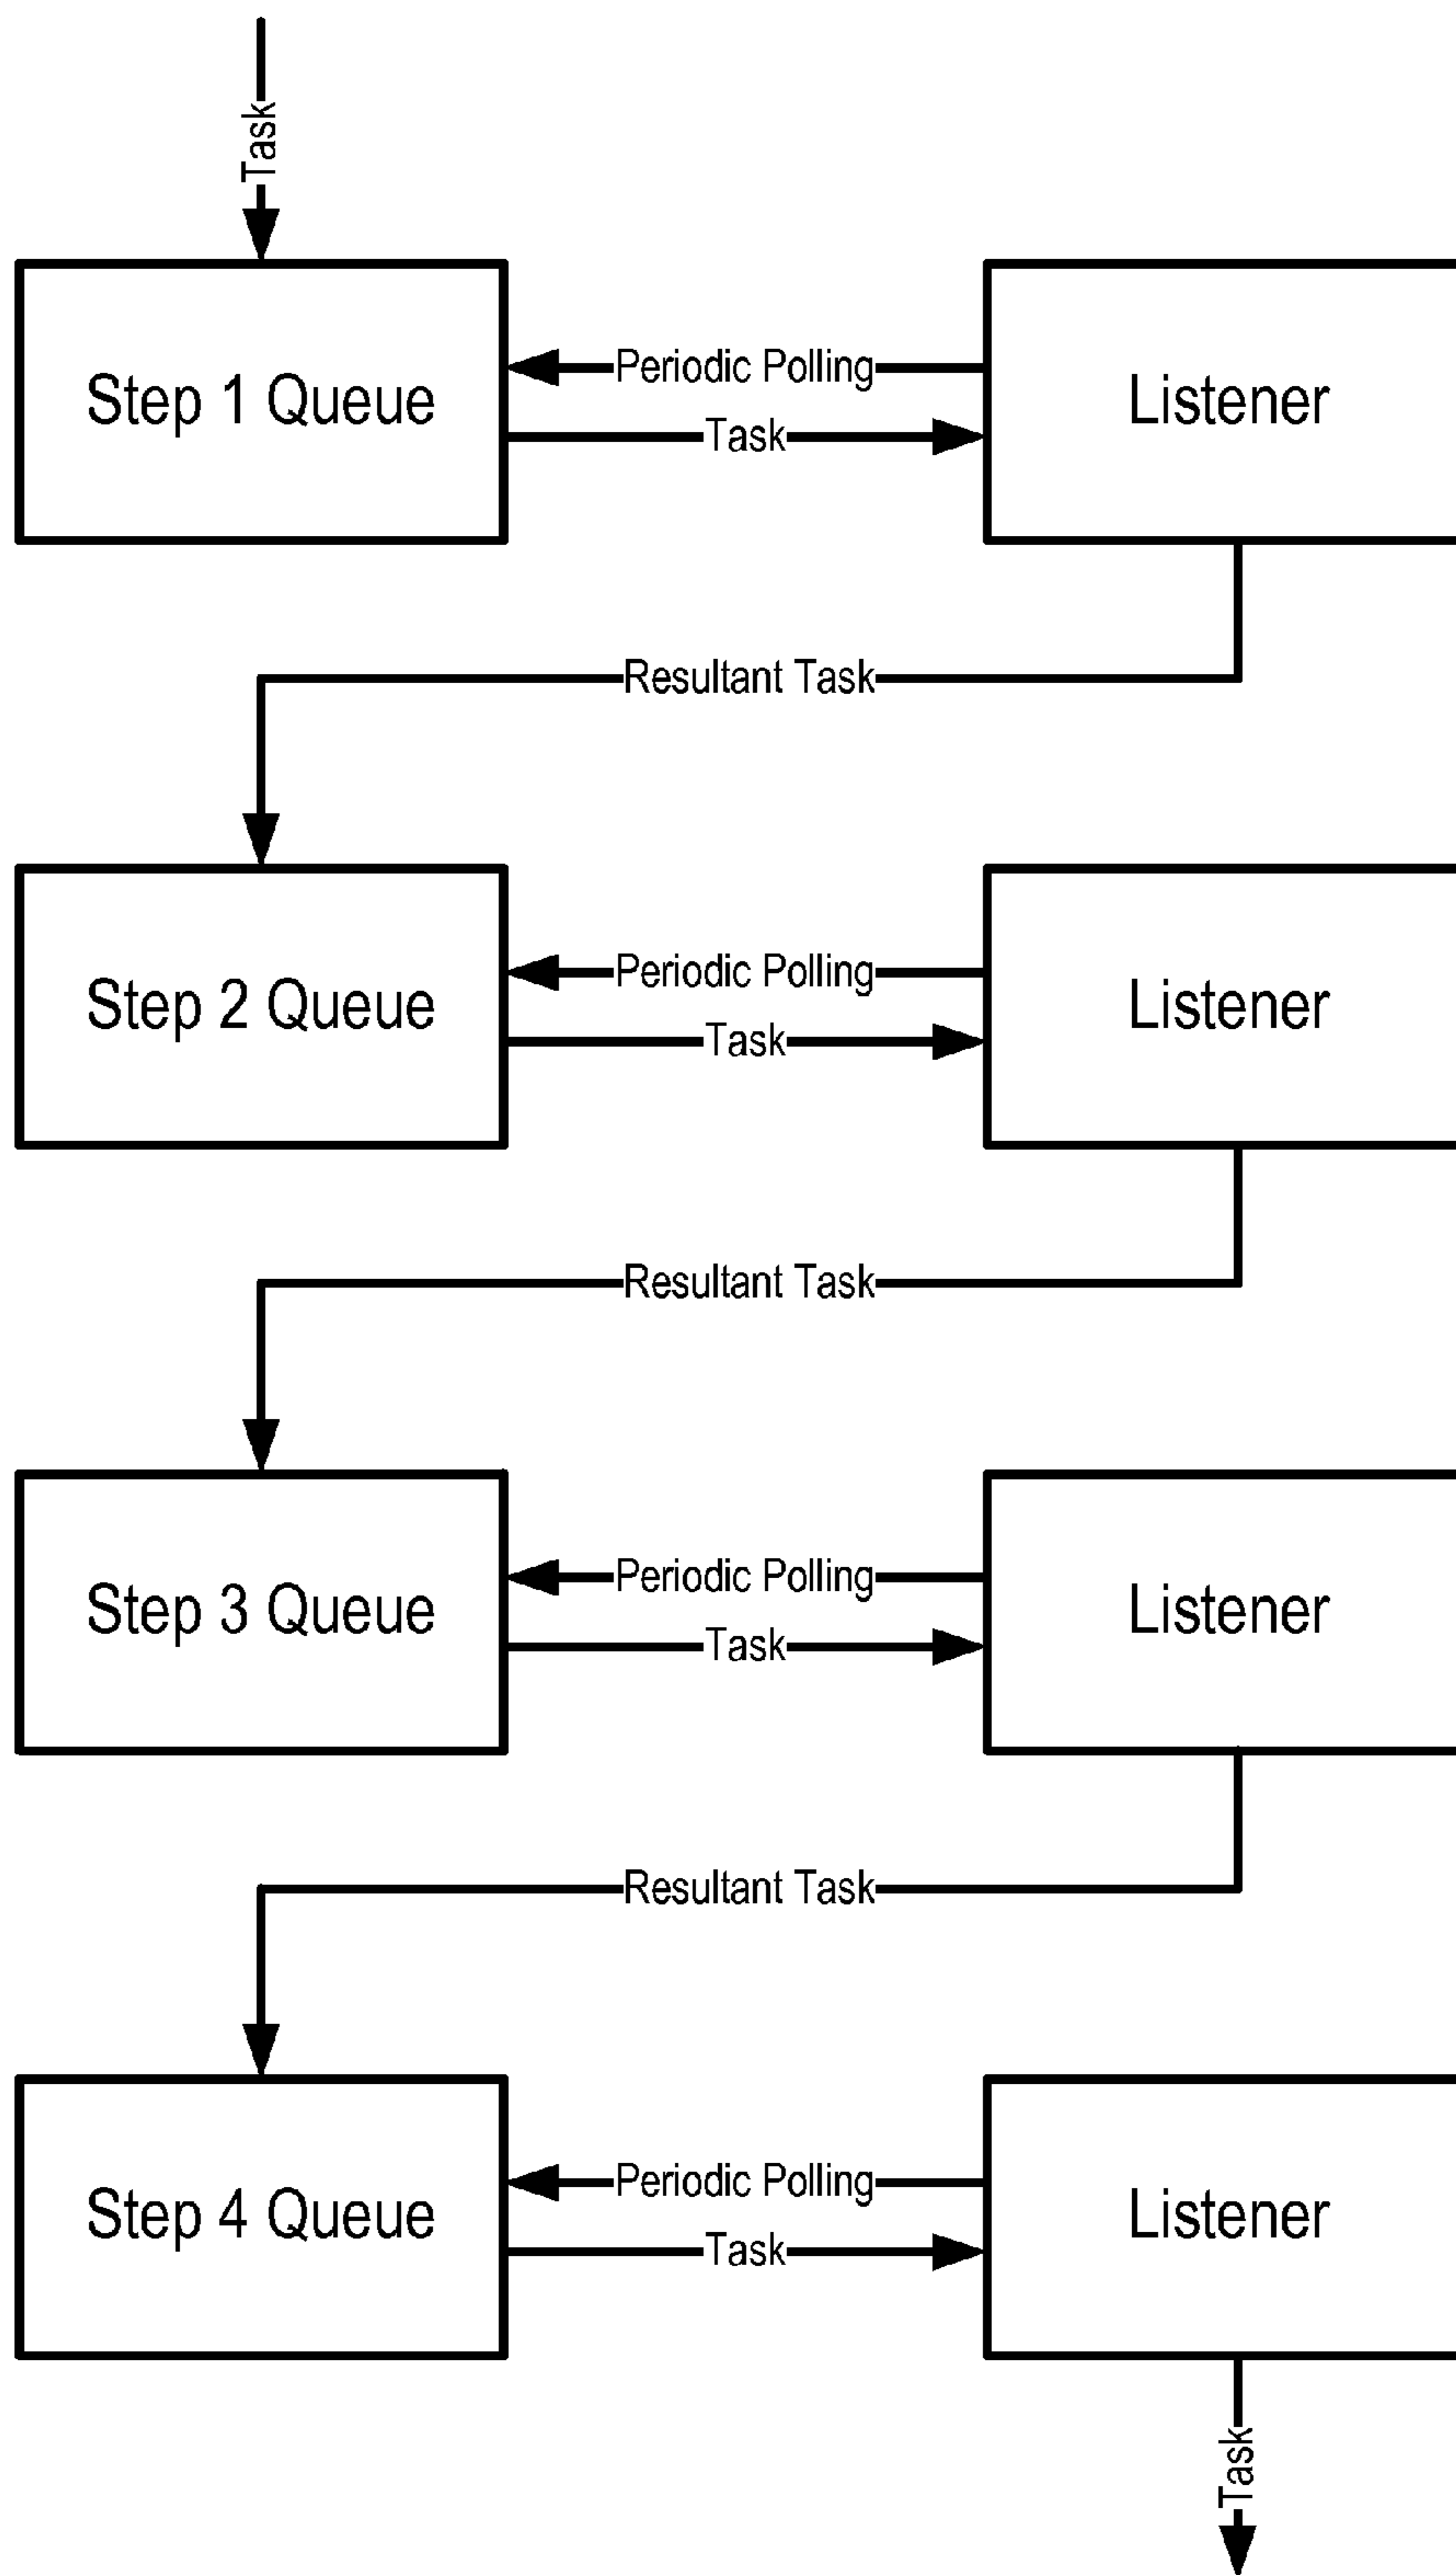 Task
Step 1 Queue
Periodic Polling
Task
Listener
Resultant Task
Step 2 Queue
Periodic Polling
Task
Listener
Resultant Task
Step 3 Queue
Periodic Polling
Task
Listener
Resultant Task
Step 4 Queue
Periodic Polling
Task
Listener
Task